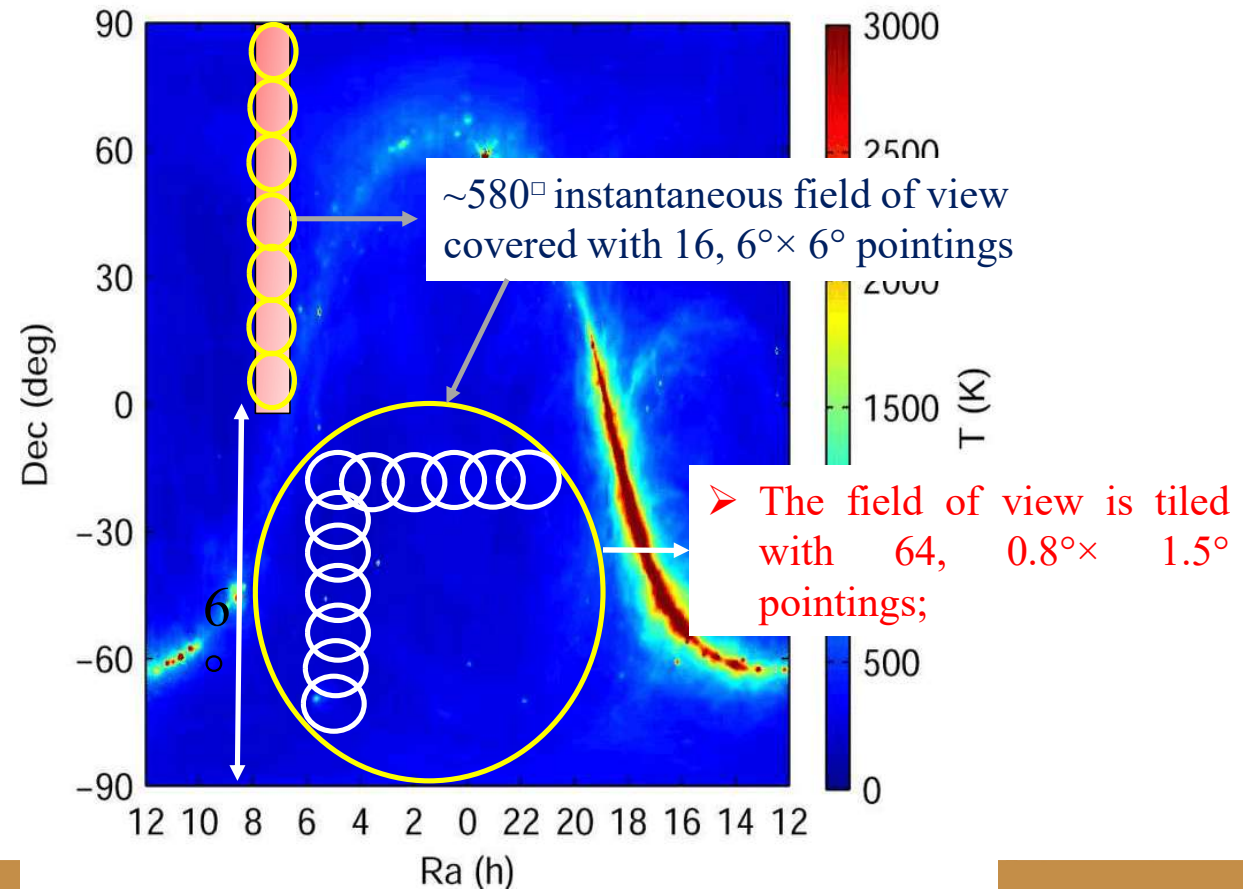 90
60
30
0
−30
−60
−90
Dec (deg)
12 10 8 6 4 2 0 22 20 18 16 14 12
Ra (h)
3000
2500
2000
1500
500
0
T (K)
~580□ instantaneous field of view
covered with 16, 6°× 6° pointings
➢ The field of view is tiled
with 64, 0.8°× 1.5°
pointings;
6
°